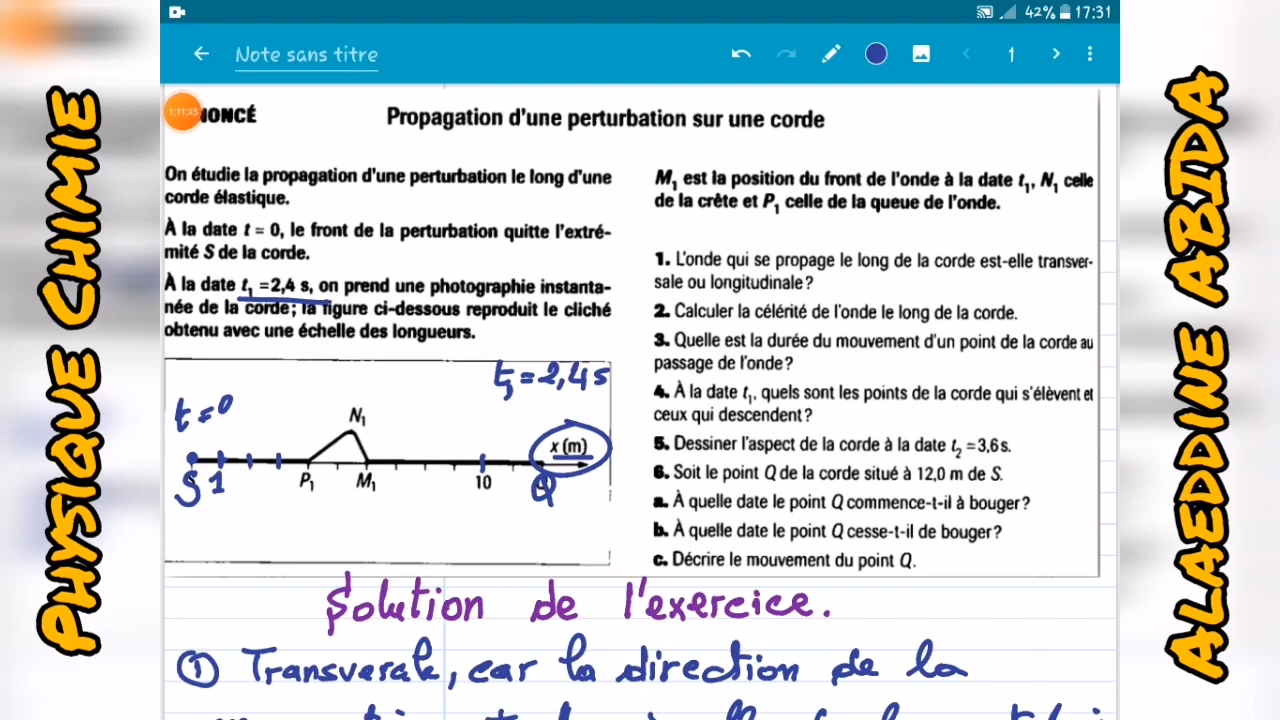 42% 17:31
Note sans titre
1
1:11:23
NONCÉ
Propagation d'une perturbation sur une corde
On étudie la propagation d'une perturbation le long d'une
corde élastique.
À la date t = 0, le front de la perturbation quitte l'extré-
mité S de la corde.
À la date t₁ =2,4 s, on prend une photographie instanta-
née de la corde; la figure ci-dessous reproduit le cliché
obtenu avec une échelle des longueurs.
t₁=2,4s
t=0
N₁
x (m)
S 1 P₁ M₁ 10 Q
M₁ est la position du front de l'onde à la date t₁, N₁ celle
de la crête et P₁ celle de la queue de l'onde.
1. L'onde qui se propage le long de la corde est-elle transver-
sale ou longitudinale?
2. Calculer la célérité de l'onde le long de la corde.
3. Quelle est la durée du mouvement d'un point de la corde au
passage de l'onde?
4. À la date t₁, quels sont les points de la corde qui s'élèvent et
ceux qui descendent?
5. Dessiner l'aspect de la corde à la date t₂ =3,6 s.
6. Soit le point Q de la corde situé à 12,0 m de S.
a. À quelle date le point Q commence-t-il à bouger?
b. À quelle date le point Q cesse-t-il de bouger?
c. Décrire le mouvement du point Q.
Solution de l'exercice.
① Transverale, car la direction de la
PHYSIQUE CHIMIE
ALAEDDINE ABIDA